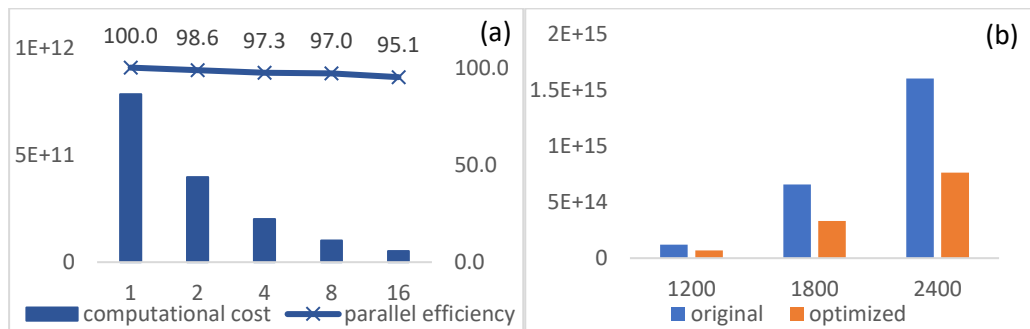 100.0 98.6 97.3 97.0 95.1 (a)
1E+12
100.0
5E+11
50.0
0
0.0
1 2 4 8 16
computational cost parallel efficiency
(b)
2E+15
1.5E+15
1E+15
5E+14
0
1200 1800 2400
original optimized